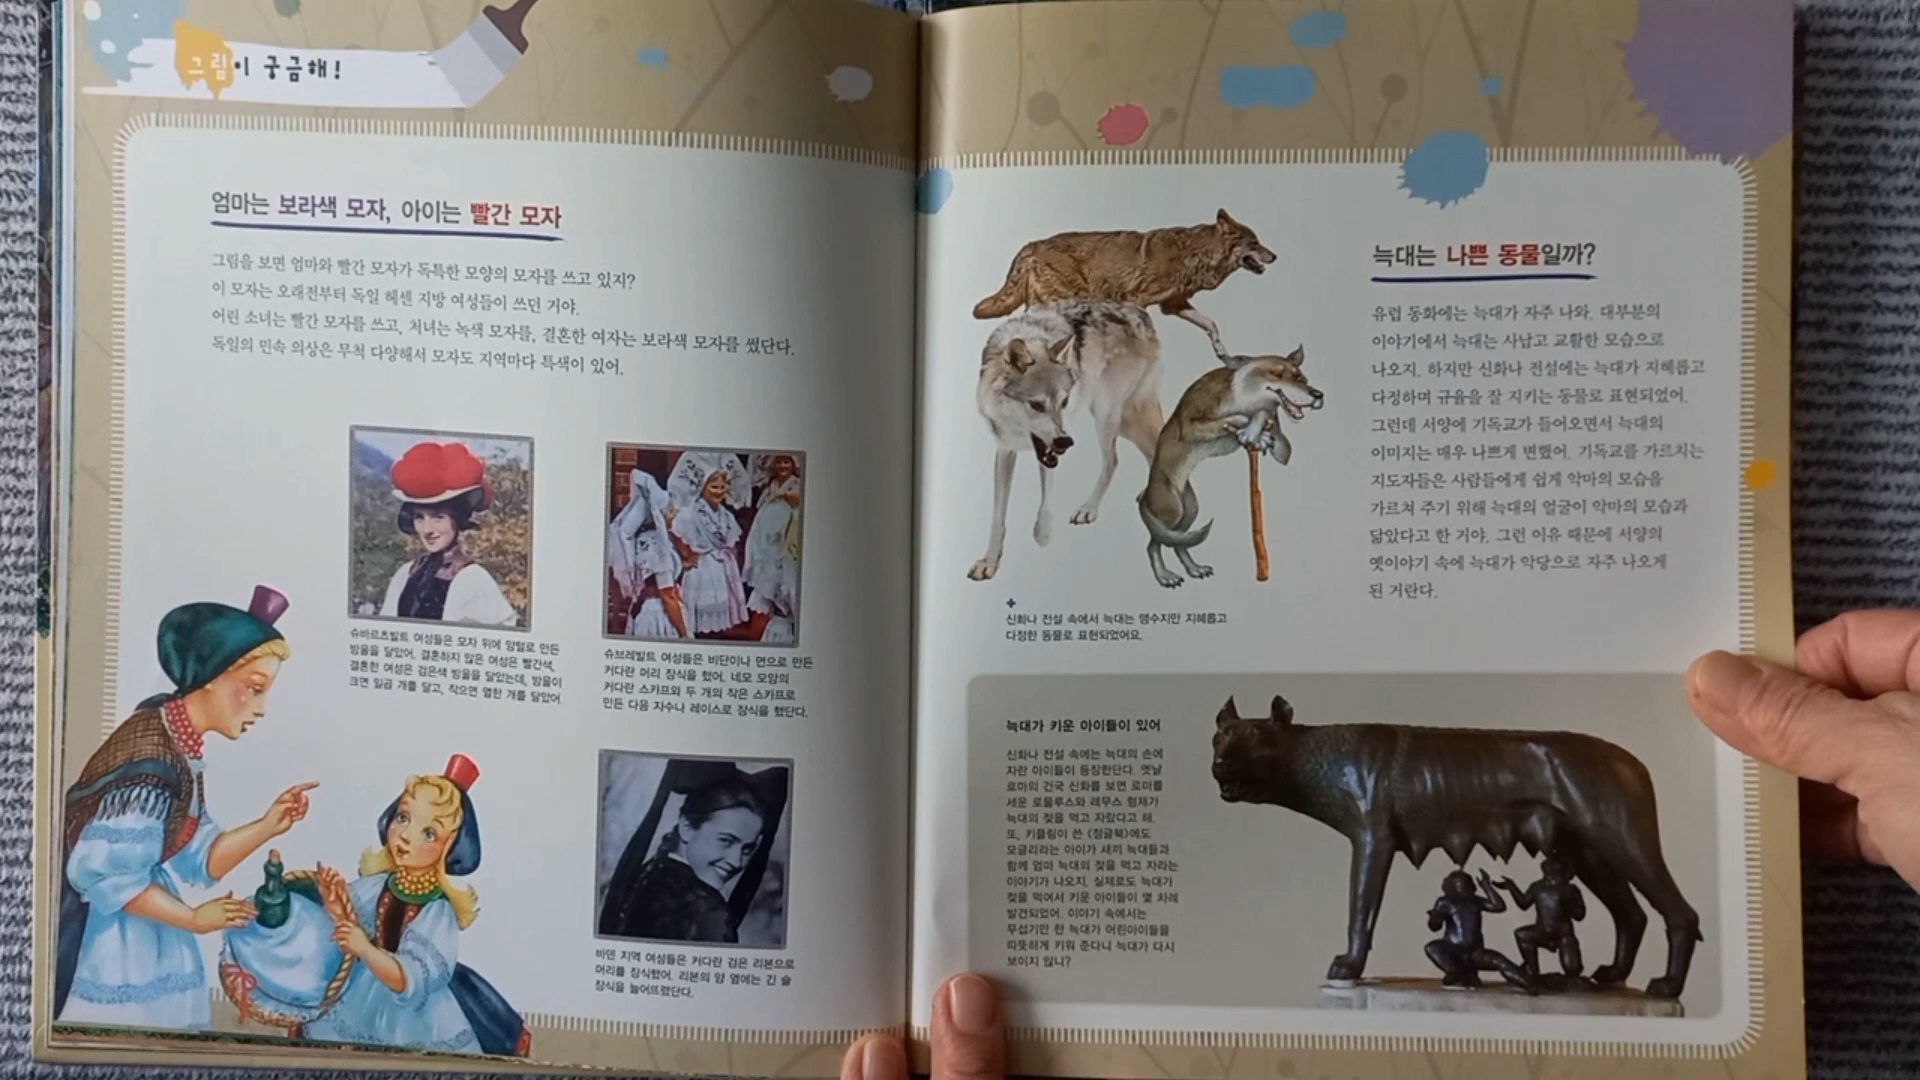 그림이 궁금해!
엄마는 보라색 모자, 아이는 빨간 모자
그림을 보면 엄마와 빨간 모자가 독특한 모양의 모자를 쓰고 있지?
이 모자는 오래전부터 독일 헤센 지방 여성들이 쓰던 거야.
어린 소녀는 빨간 모자를 쓰고, 처녀는 녹색 모자를, 결혼한 여자는 보라색 모자를 썼단다.
독일의 민속 의상은 무척 다양해서 모자도 지역마다 특색이 있어.
슈바르츠발트 여성들은 모자 위에 양털로 만든
방울을 달았어. 결혼하지 않은 여성은 빨간색,
결혼한 여성은 검은색 방울을 달았는데, 방울이
크면 일곱 개를 달고, 작으면 열한 개를 달았어.
슈브레발트 여성들은 비단이나 면으로 만든
커다란 머리 장식을 했어. 네모 모양의
커다란 스카프와 두 개의 작은 스카프로
만든 다음 자수나 레이스로 장식을 했단다.
바덴 지역 여성들은 커다란 검은 리본으로
머리를 장식했어. 리본의 양 옆에는 긴 술
장식을 늘어뜨렸단다.
늑대는 나쁜 동물일까?
유럽 동화에는 늑대가 자주 나와. 대부분의
이야기에서 늑대는 사납고 교활한 모습으로
나오지. 하지만 신화나 전설에는 늑대가 지혜롭고
다정하며 규율을 잘 지키는 동물로 표현되었어.
그런데 서양에 기독교가 들어오면서 늑대의
이미지는 매우 나쁘게 변했어. 기독교를 가르치는
지도자들은 사람들에게 쉽게 악마의 모습을
가르쳐 주기 위해 늑대의 얼굴이 악마의 모습과
닮았다고 한 거야. 그런 이유 때문에 서양의
옛이야기 속에 늑대가 악당으로 자주 나오게
된 거란다.
신화나 전설 속에서 늑대는 맹수지만 지혜롭고
다정한 동물로 표현되었어요.
늑대가 키운 아이들이 있어
신화나 전설 속에는 늑대의 손에
자란 아이들이 등장한단다. 옛날
로마의 건국 신화를 보면 로마를
세운 로물루스와 레무스 형제가
늑대의 젖을 먹고 자랐다고 해.
또, 키플링이 쓴 <정글북>에도
모글리라는 아이가 새끼 늑대들과
함께 엄마 늑대의 젖을 먹고 자라는
이야기가 나오지. 실제로도 늑대가
젖을 먹여서 키운 아이들이 몇 차례
발견되었어. 이야기 속에서는
무섭기만 한 늑대가 어린아이들을
따뜻하게 키워 준다니 늑대가 다시
보이지 않니?